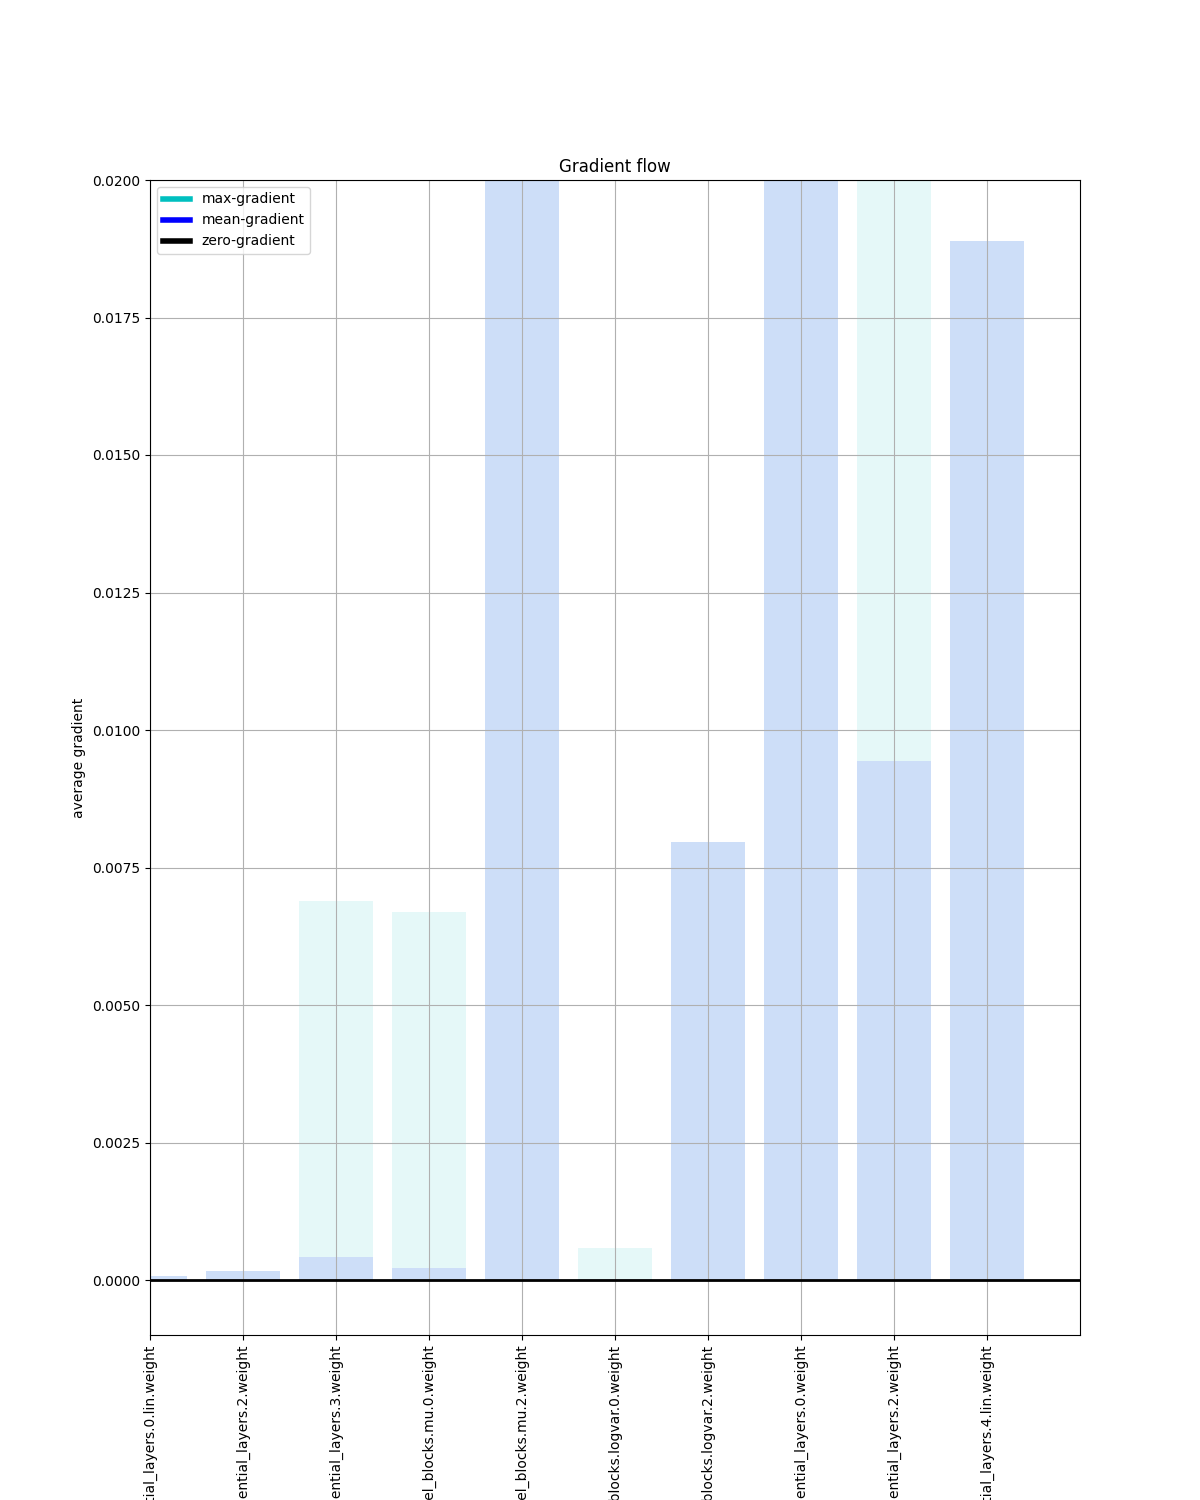 Gradient flow
max-gradient
mean-gradient
zero-gradient
0.0200
0.0175
0.0150
0.0125
0.0100
0.0075
0.0050
0.0025
0.0000
average gradient
tial_layers.0.lin.weight
ential_layers.2.weight
ential_layers.3.weight
el_blocks.mu.0.weight
el_blocks.mu.2.weight
blocks.logvar.0.weight
blocks.logvar.2.weight
ential_layers.0.weight
ential_layers.2.weight
tial_layers.4.lin.weight